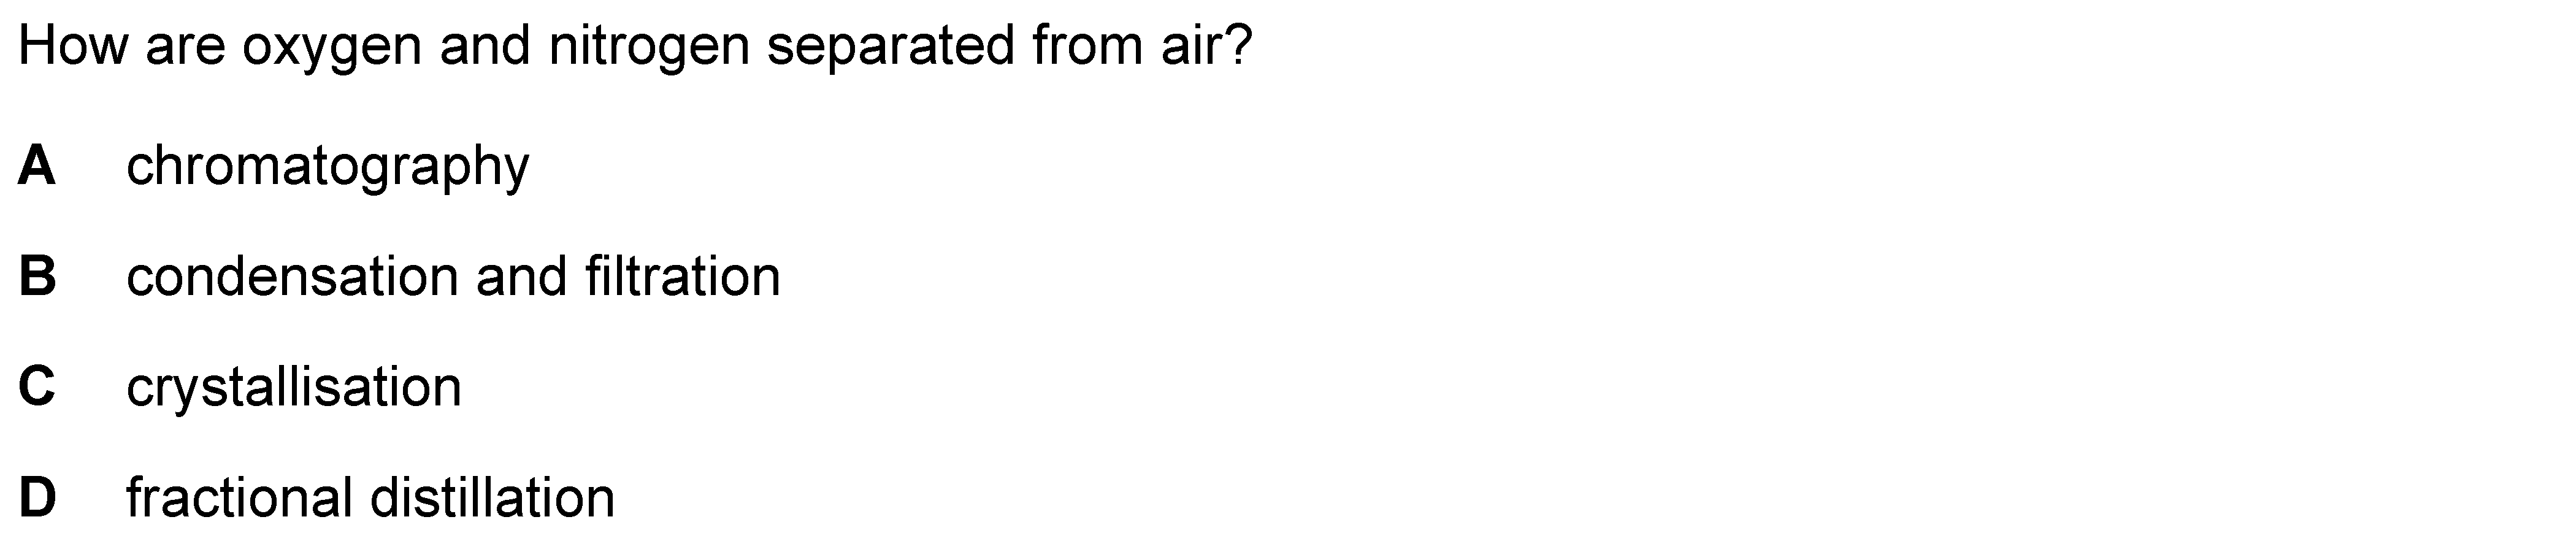 How are oxygen and nitrogen separated from air?
A chromatography
B condensation and filtration
C crystallisation
D fractional distillation